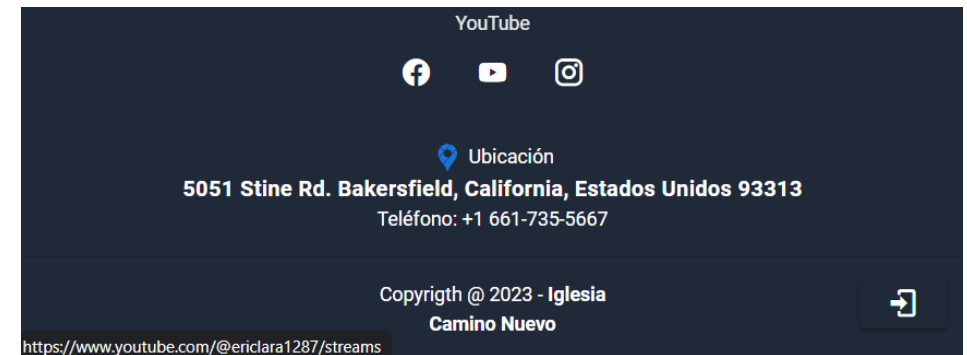 YouTube
Ubicación
5051 Stine Rd. Bakersfield, California, Estados Unidos 93313
Teléfono: +1 661-735-5667
Copyrigth @ 2023 - Iglesia
Camino Nuevo
https://www.youtube.com/@ericlara1287/streams